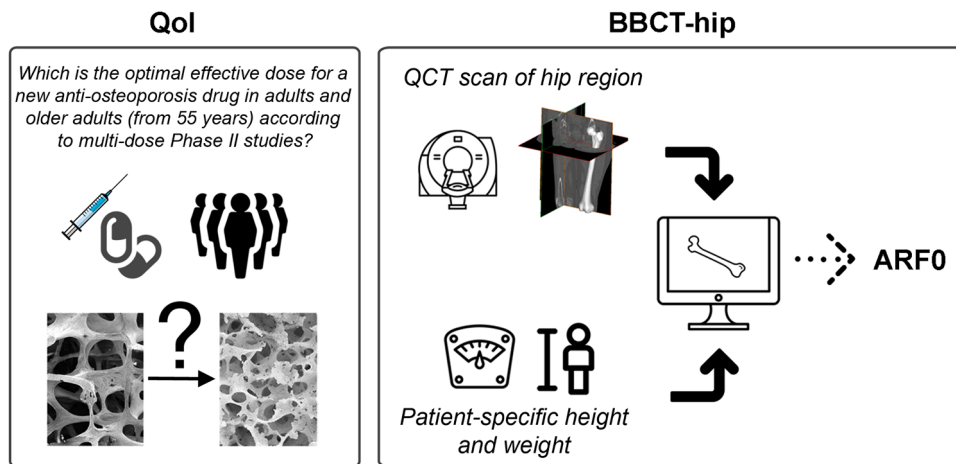 QoI
Which is the optimal effective dose for a
new anti-osteoporosis drug in adults and
older adults (from 55 years) according
to multi-dose Phase II studies?
?
BBCT-hip
QCT scan of hip region
Patient-specific height
and weight
ARF0